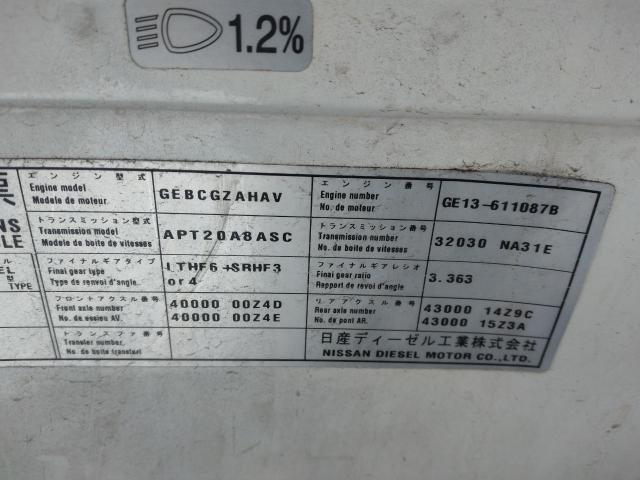 1.2%
エンジン型式
Engine model
Modele de moteur.
GEBCGZAHAV
エンジン番号
Engine number
No. de moteur.
GE13-611087B
NS
LE
トランスミッション型式
Transmission model
Modele de boite de vitesses
APT20A8ASC
トランスミッション番号
Transmission number
No. de boite de vitesses
32030 NA31E
ル
EL
TYPE
ファイナルギアタイプ
Final gear type
Type de renvoi d'angle.
LTHF6→SRHF3
or4
ファイナルギアレシオ
Final gear ratio
Rapport de revoi d'angle
3.363
フロントアクスル番号
Front axle number
No. de essieu AV.
40000 00Z4D
40000 00Z4E
リアアクスル番号
Rear axle number
No. de pont AR.
43000 14Z9C
43000 15Z3A
トランスファ番号
Transfer number.
No. de boite transfert
日産ディーゼル工業株式会社
NISSAN DIESEL MOTOR CO.,LTD.